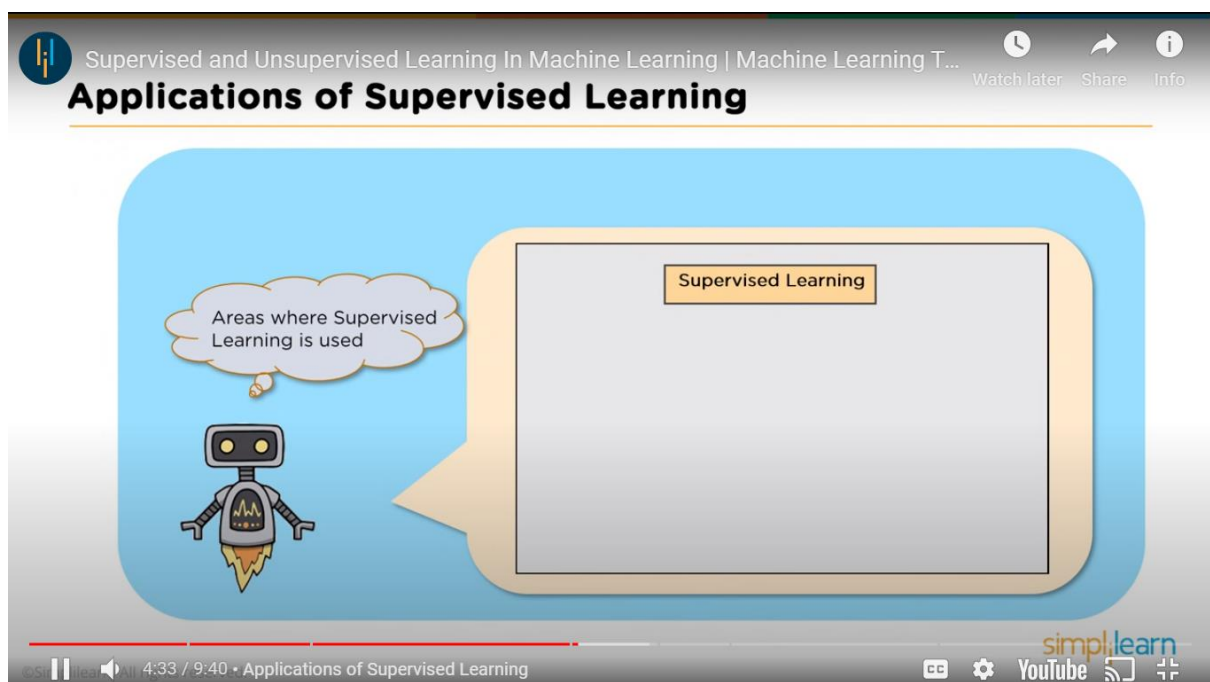 Supervised and Unsupervised Learning In Machine Learning | Machine Learning T...
Watch later
Share
Info
Applications of Supervised Learning
Supervised Learning
Areas where Supervised
Learning is used
simplilearn
4:33 / 9:40 • Applications of Supervised Learning
CC
YouTube